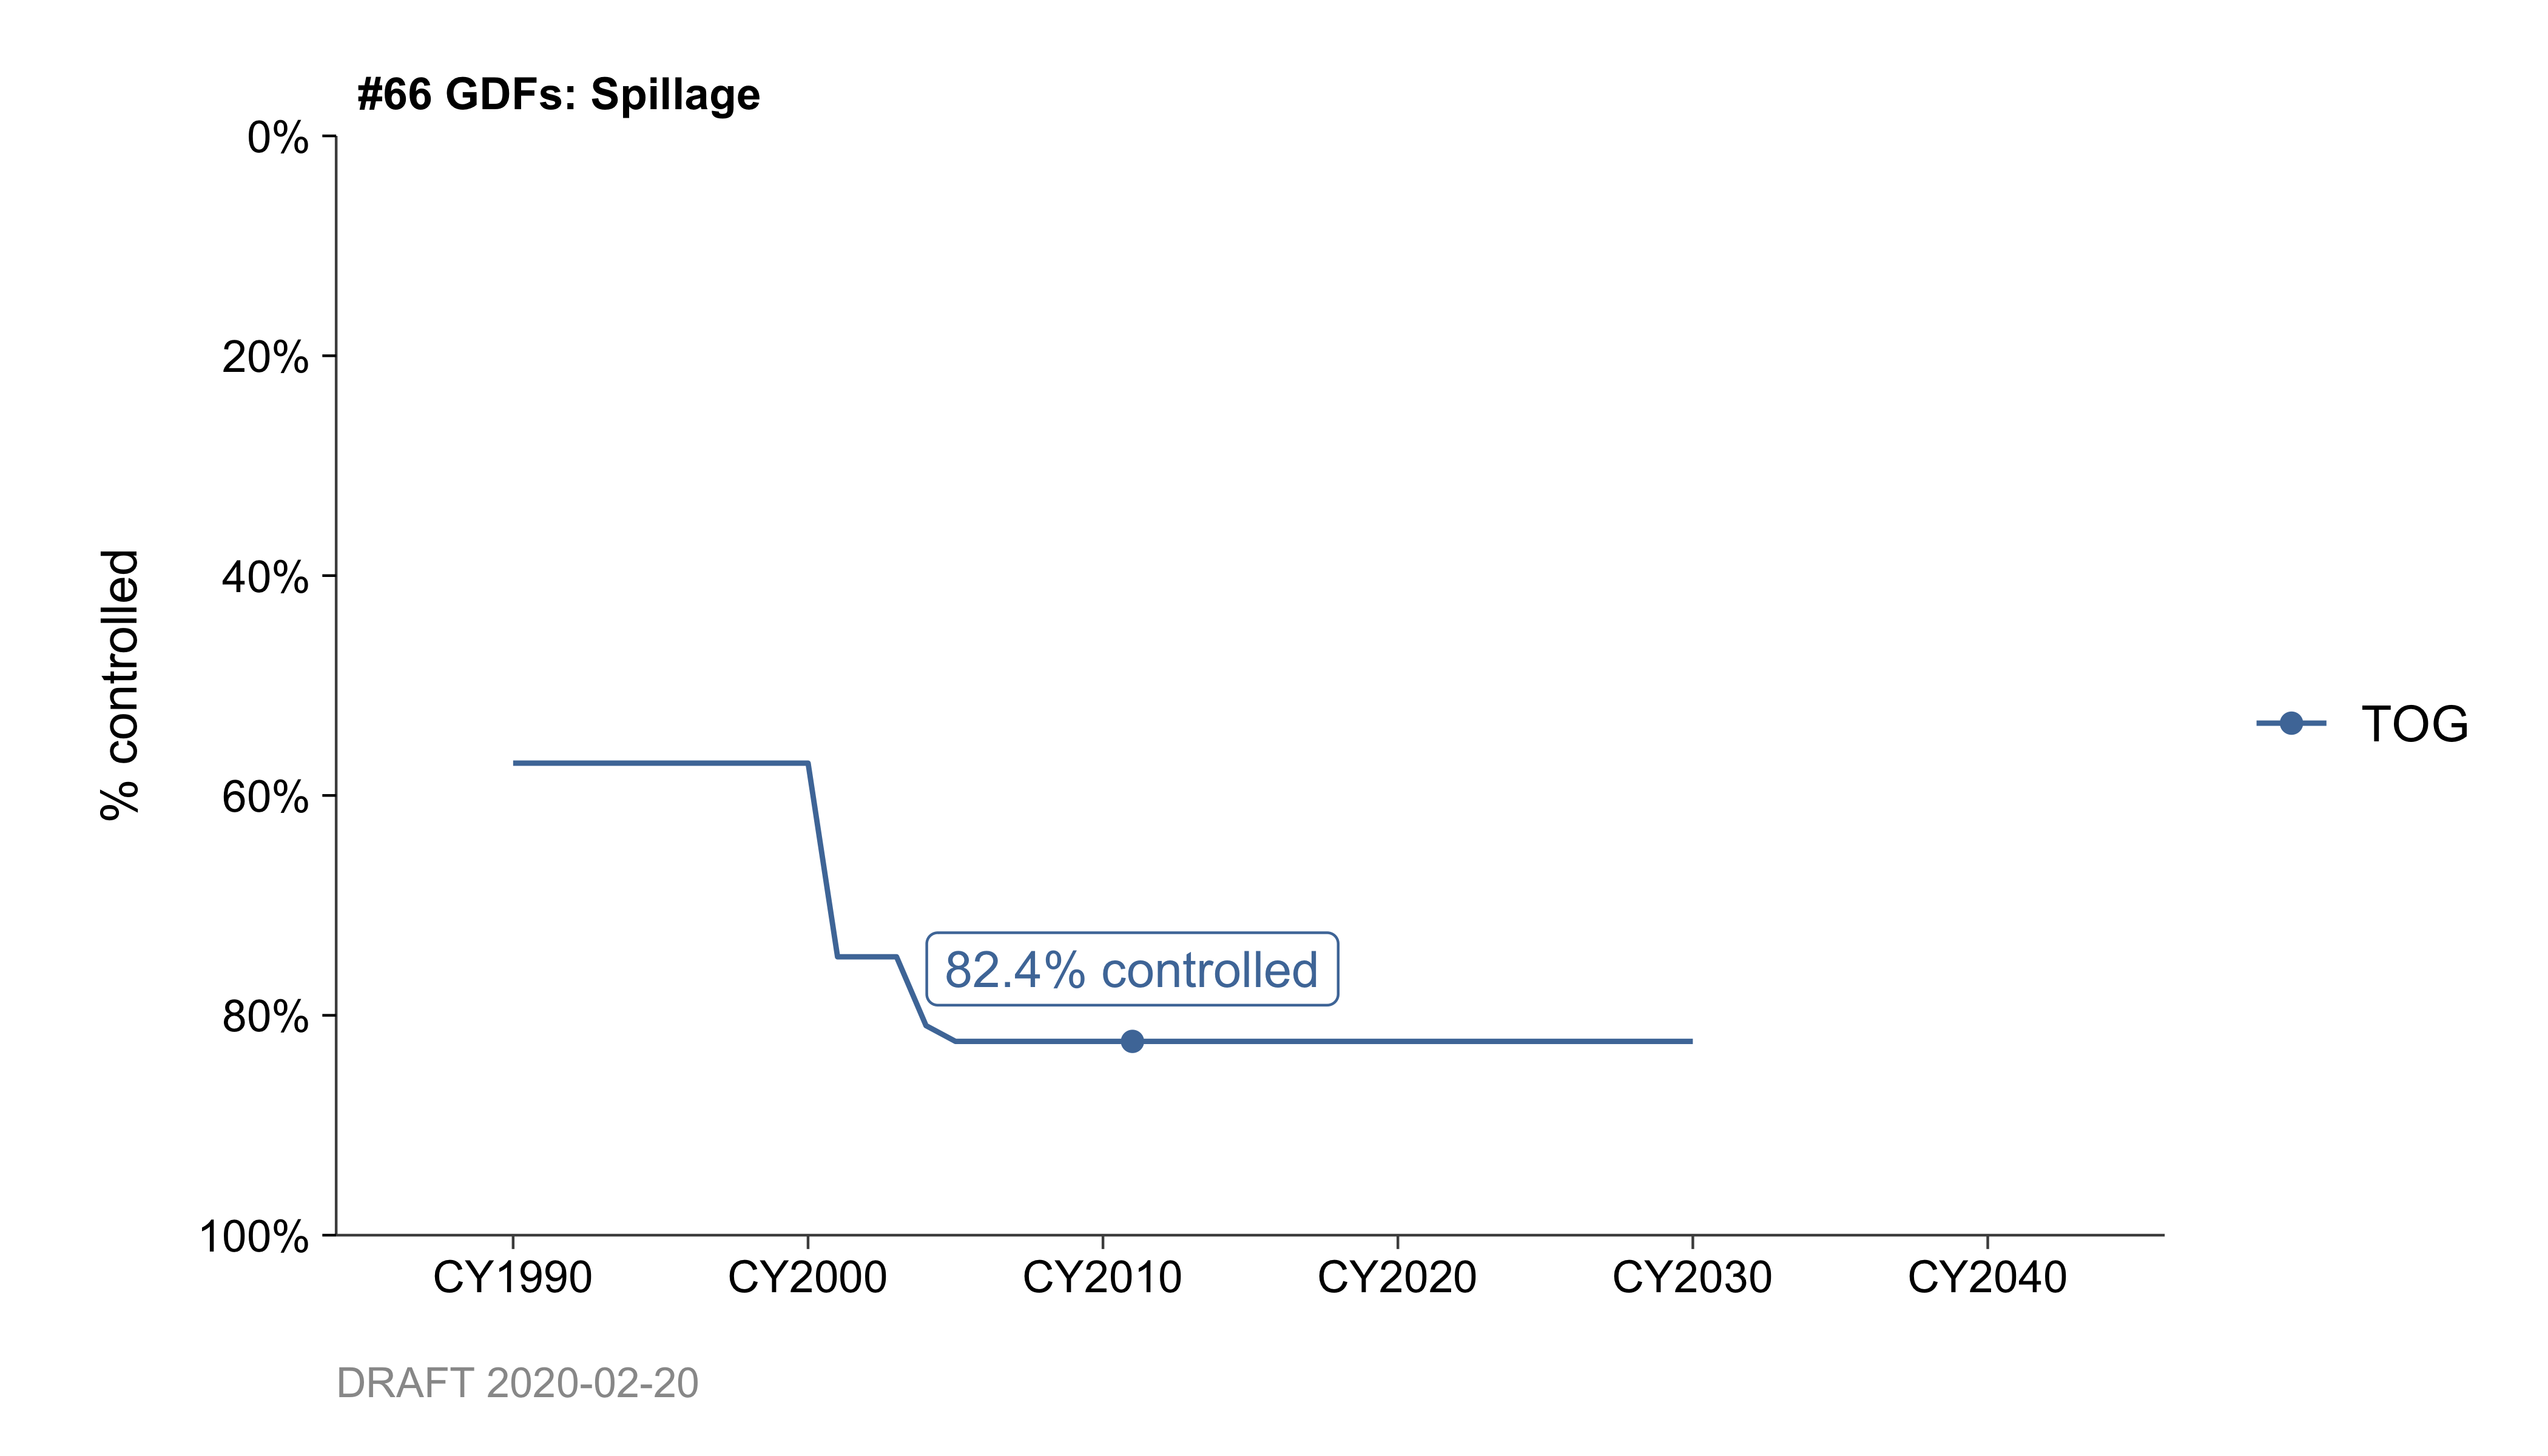 #66 GDFs: Spillage
0%
20%
40%
60%
80%
100%
% controlled
82.4% controlled
TOG
CY1990 CY2000 CY2010 CY2020 CY2030 CY2040
DRAFT 2020-02-20